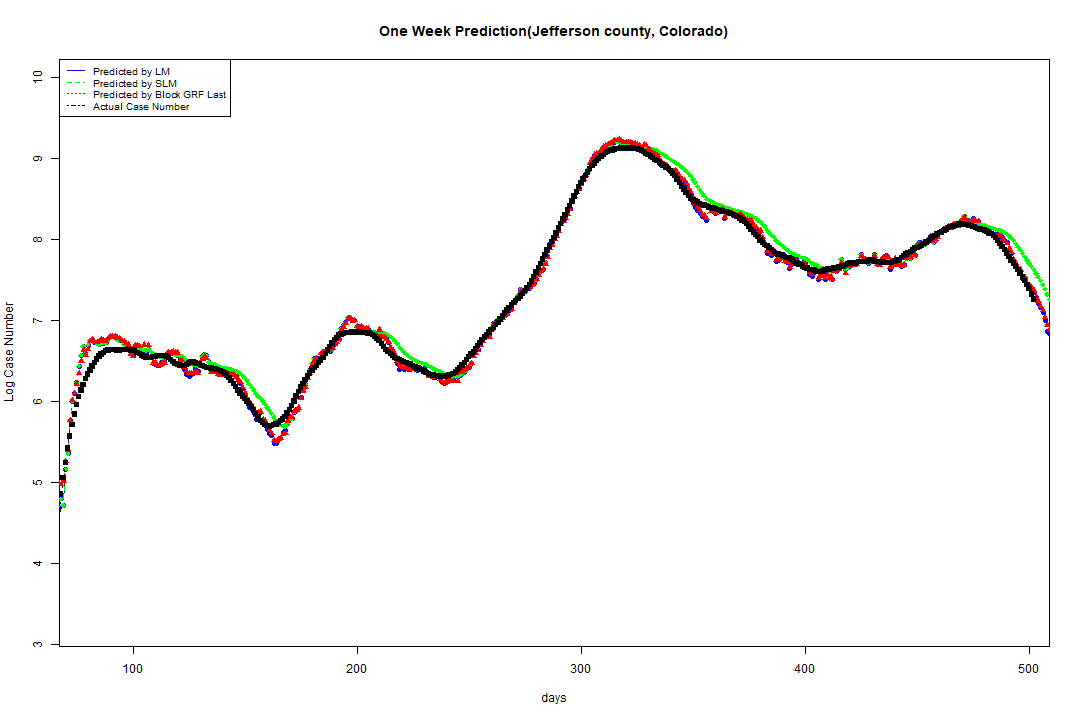 One Week Prediction(Jefferson county, Colorado)
Predicted by LM
Predicted by SLM
Predicted by Block GRF Last
Actual Case Number
10
9
8
7
6
5
4
3
Log Case Number
100 200 300 400 500
days